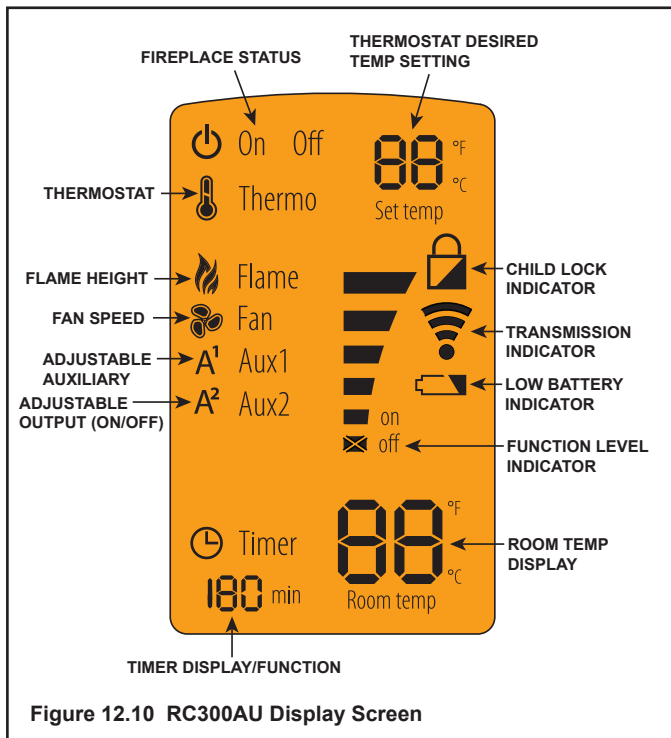 FIREPLACE STATUS
THERMOSTAT DESIRED
TEMP SETTING
On Off
88 °F
°C
Set temp
THERMOSTAT
Thermo
FLAME HEIGHT
Flame
CHILD LOCK
INDICATOR
FAN SPEED
Fan
TRANSMISSION
INDICATOR
ADJUSTABLE
AUXILIARY
A¹ Aux1
LOW BATTERY
INDICATOR
ADJUSTABLE
OUTPUT (ON/OFF)
A² Aux2
on
off
FUNCTION LEVEL
INDICATOR
Timer
180 min
88 °F
°C
Room temp
ROOM TEMP
DISPLAY
TIMER DISPLAY/FUNCTION
Figure 12.10 RC300AU Display Screen